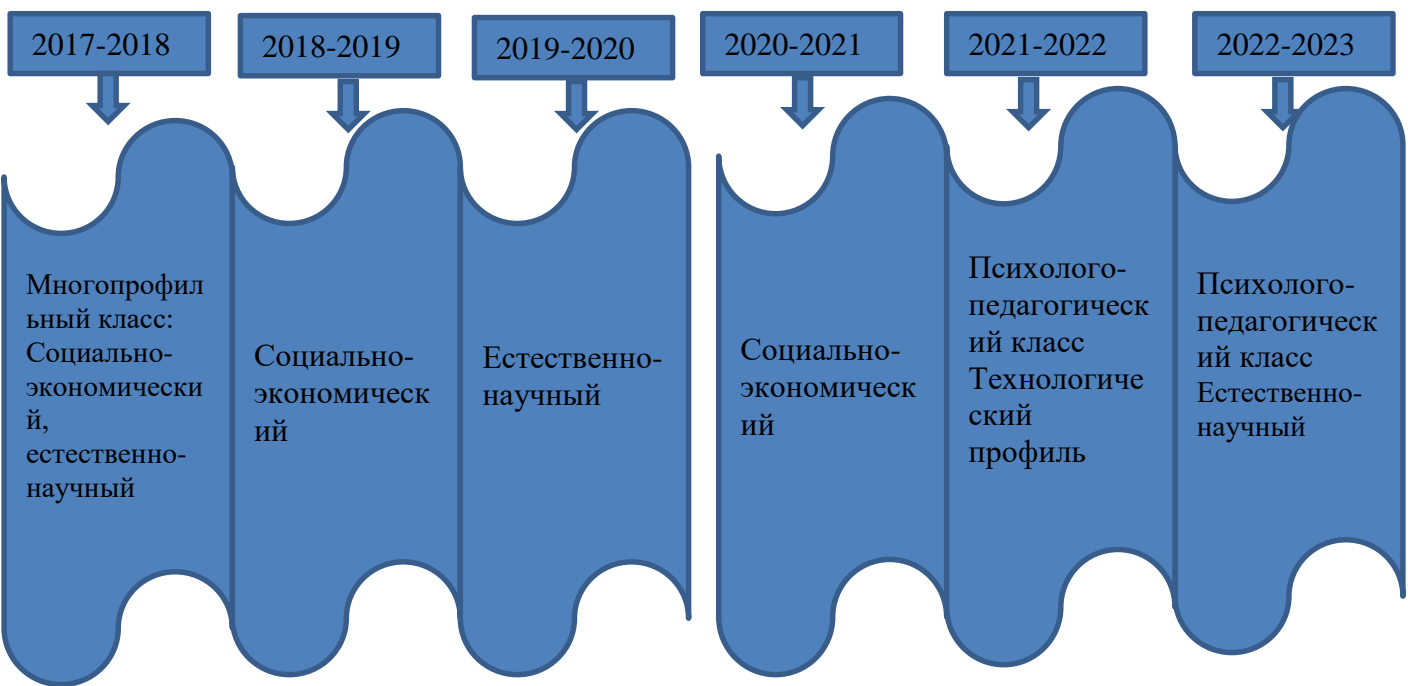 2017-2018
2018-2019
2019-2020
2020-2021
2021-2022
2022-2023
Многопрофил
ьный класс:
Социально-
экономически
й,
естественно-
научный
Социально-
экономическ
ий
Естественно-
научный
Социально-
экономическ
ий
Психолого-
педагогическ
ий класс
Технологиче
ский
профиль
Психолого-
педагогическ
ий класс
Естественно-
научный